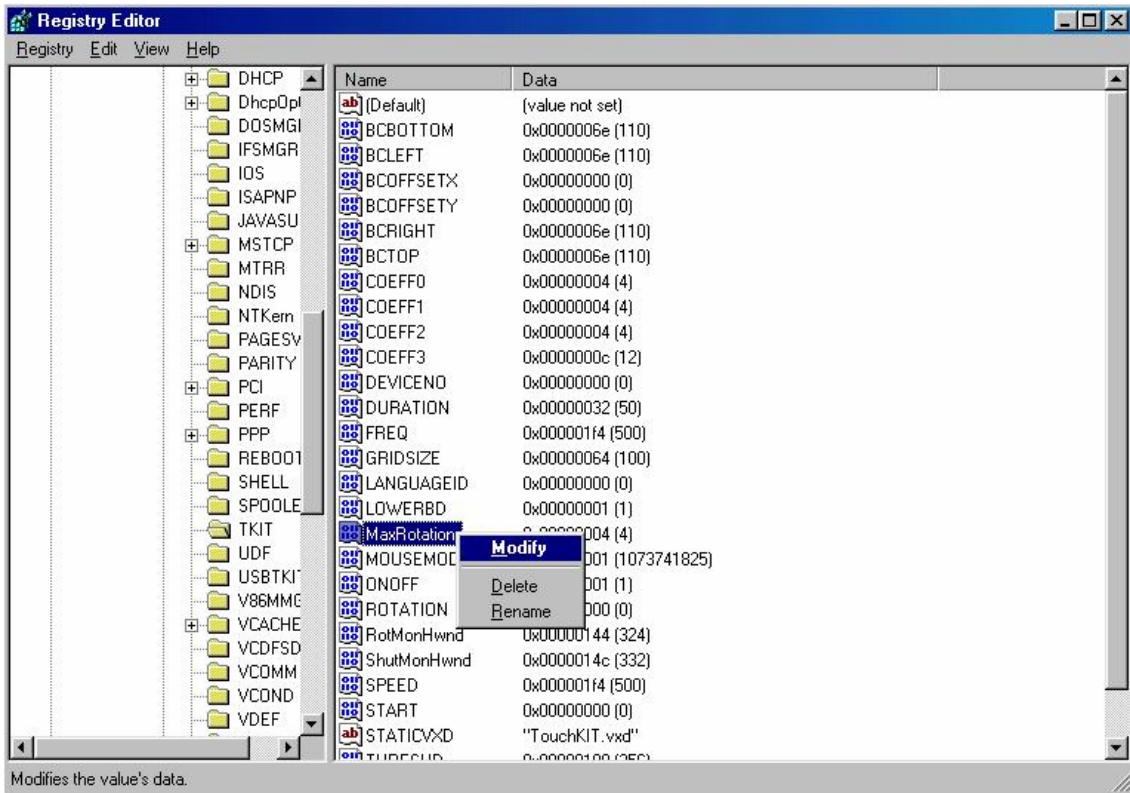 Registry Editor
Registry Edit View Help
DHCP
DhcpOpt
DOSMGI
IFSMGR
IOS
ISAPNP
JAVASU
MSTCP
MTRR
NDIS
NTKern
PAGESV
PARITY
PCI
PERF
PPP
REBOOT
SHELL
SPOOLE
TKIT
UDF
USBTKI
V86MMG
VCACHE
VCDFSD
VCOMM
VCOND
VDEF
Name Data
(Default) (value not set)
BCBOTTOM 0x0000006e (110)
BCLEFT 0x0000006e (110)
BCOFFSETX 0x00000000 (0)
BCOFFSETY 0x00000000 (0)
BCRIGHT 0x0000006e (110)
BCTOP 0x0000006e (110)
COEFF0 0x00000004 (4)
COEFF1 0x00000004 (4)
COEFF2 0x00000004 (4)
COEFF3 0x0000000c (12)
DEVICENO 0x00000000 (0)
DURATION 0x00000032 (50)
FREQ 0x000001f4 (500)
GRIDSIZE 0x00000064 (100)
LANGUAGEID 0x00000000 (0)
LOWERBD 0x00000001 (1)
MaxRotation 004 (4)
MOUSEMOD 001 (1073741825)
ONOFF 001 (1)
ROTATION 000 (0)
RotMonHwnd 0x00000144 (324)
ShutMonHwnd 0x0000014c (332)
SPEED 0x000001f4 (500)
START 0x00000000 (0)
STATICVXD "TouchKIT.vxd"
Modify
Delete
Rename
Modifies the value's data.